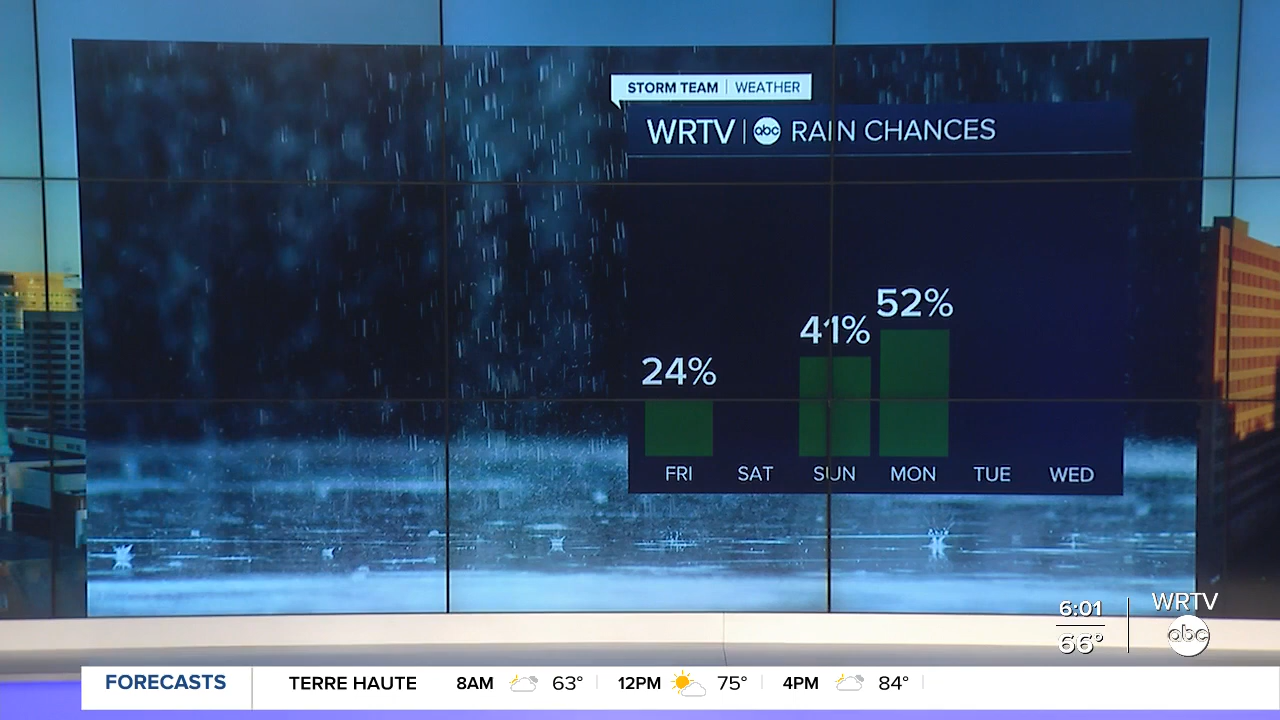 STORM TEAM | WEATHER
WRTV | abc RAIN CHANCES
24% 41% 52%
FRI SAT SUN MON TUE WED
6:01 WRTV
66° abc
FORECASTS TERRE HAUTE 8AM 63° 12PM 75° 4PM 84°